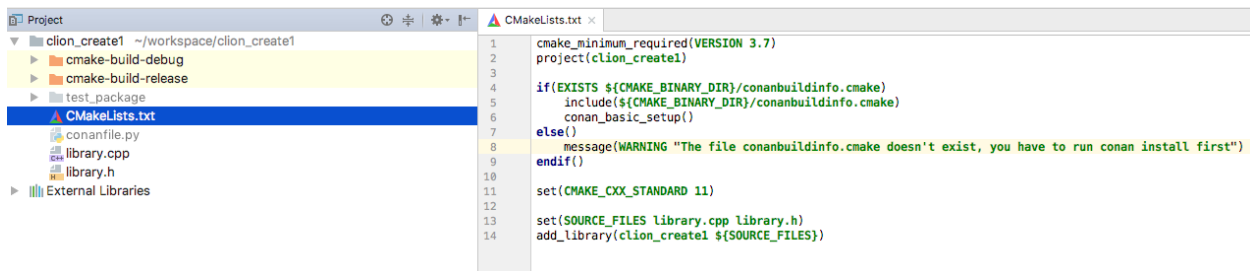 Project
clion_create1 ~/workspace/clion_create1
cmake-build-debug
cmake-build-release
test_package
CMakeLists.txt
conanfile.py
library.cpp
library.h
External Libraries
CMakeLists.txt
1 cmake_minimum_required(VERSION 3.7)
2 project(clion_create1)
3
4 if(EXISTS ${CMAKE_BINARY_DIR}/conanbuildinfo.cmake)
5     include(${CMAKE_BINARY_DIR}/conanbuildinfo.cmake)
6     conan_basic_setup()
7 else()
8     message(WARNING "The file conanbuildinfo.cmake doesn't exist, you have to run conan install first")
9 endif()
10
11 set(CMAKE_CXX_STANDARD 11)
12
13 set(SOURCE_FILES library.cpp library.h)
14 add_library(clion_create1 ${SOURCE_FILES})